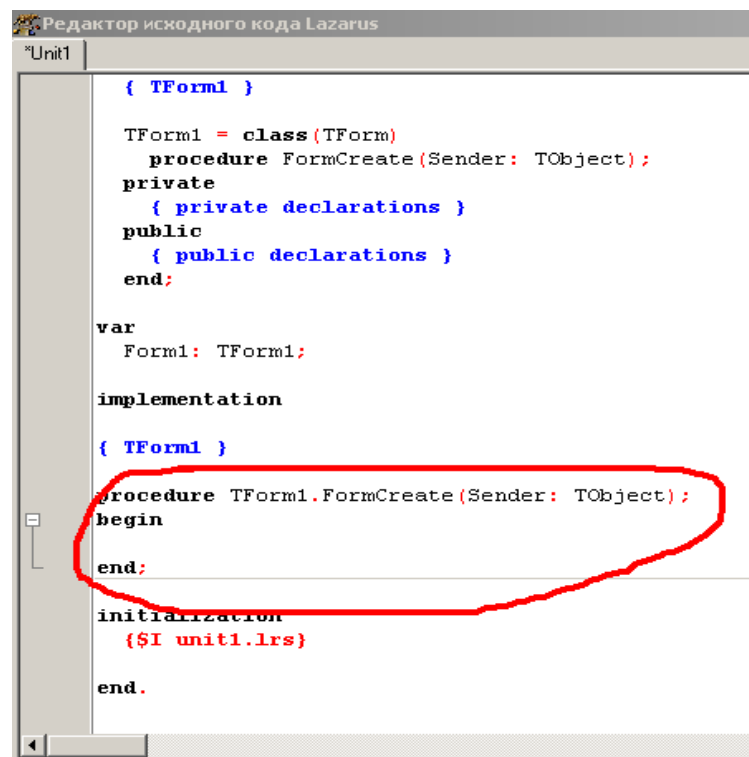 Редактор исходного кода Lazarus
*Unit1
{ TForm1 }
TForm1 = class(TForm)
procedure FormCreate(Sender: TObject);
private
{ private declarations }
public
{ public declarations }
end;
var
Form1: TForm1;
implementation
{ TForm1 }
procedure TForm1.FormCreate(Sender: TObject);
begin
end;
initialization
{$I unit1.lrs}
end.